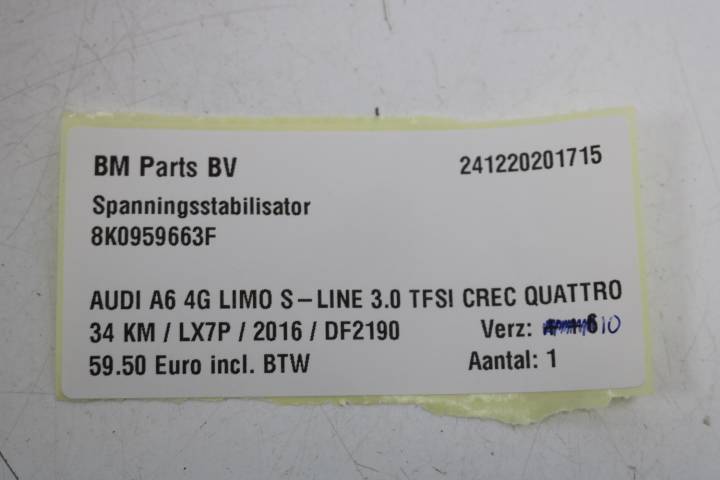 BM Parts BV 241220201715
Spanningsstabilisator
8K0959663F
AUDI A6 4G LIMO S-LINE 3.0 TFSI CREC QUATTRO
34 KM / LX7P / 2016 / DF2190 Verz: 10
59.50 Euro incl. BTW Aantal: 1